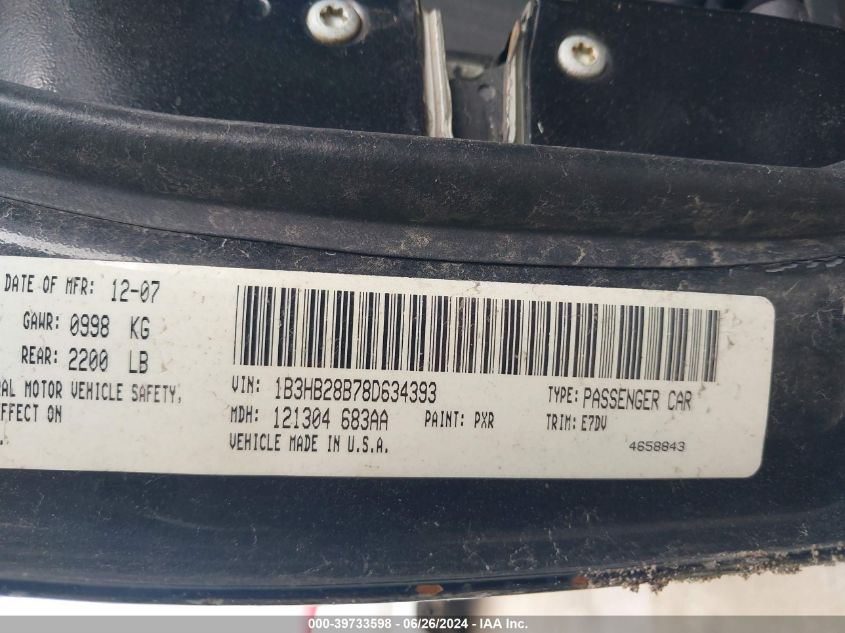 DATE OF MFR: 12-07
GAWR: 0998 KG
REAR: 2200 LB
MOTOR VEHICLE SAFETY,
EFFECT ON
VIN: 1B3HB28B78D634393
TYPE: PASSENGER CAR
MDH: 121304 683AA
PAINT: PXR
TRIM: E7DV
VEHICLE MADE IN U.S.A.
4658843
000-39733598 - 06/26/2024 - IAA Inc.